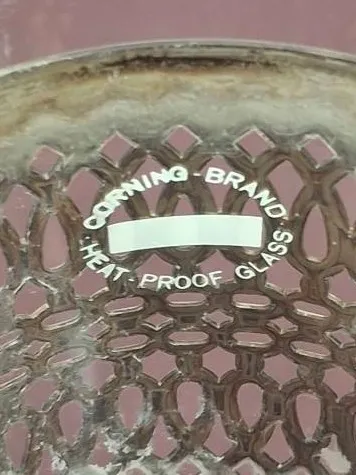 CORNING - BRAND
HEAT - PROOF GLASS